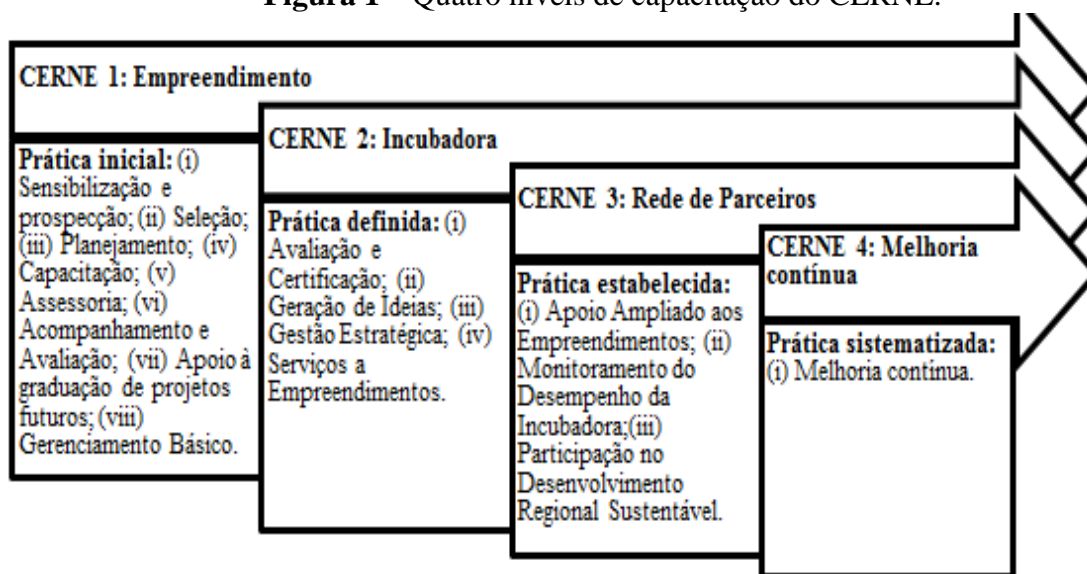 Figura 1 – Quatro níveis de capacitação do CERNE.
CERNE 1: Empreendimento
Prática inicial: (i)
Sensibilização e
prospecção; (ii) Seleção;
(iii) Planejamento; (iv)
Capacitação; (v)
Assessoria; (vi)
Acompanhamento e
Avaliação; (vii) Apoio à
graduação de projetos
futuros; (viii)
Gerenciamento Básico.
CERNE 2: Incubadora
Prática definida: (i)
Avaliação e
Certificação; (ii)
Geração de Ideias; (iii)
Gestão Estratégica; (iv)
Serviços a
Empreendimentos.
CERNE 3: Rede de Parceiros
Prática estabelecida:
(i) Apoio Ampliado aos
Empreendimentos; (ii)
Monitoramento do
Desempenho da
Incubadora;(iii)
Participação no
Desenvolvimento
Regional Sustentável.
CERNE 4: Melhoria
contínua
Prática sistematizada:
(i) Melhoria continua.